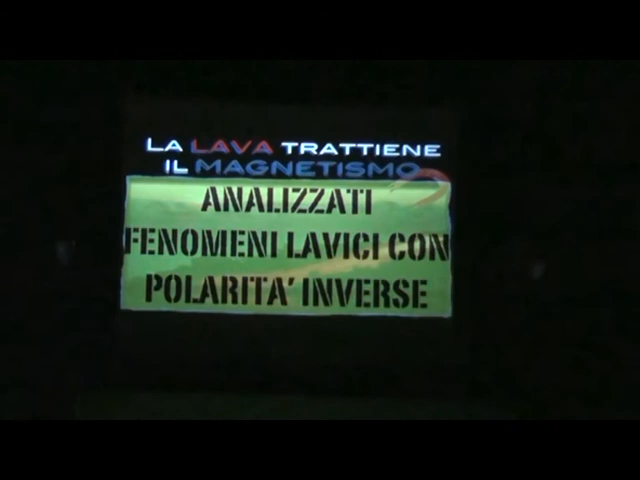 LA LAVA TRATTIENE
IL MAGNETISMO
ANALIZZATI
FENOMENI LAVICI CON
POLARITA' INVERSE